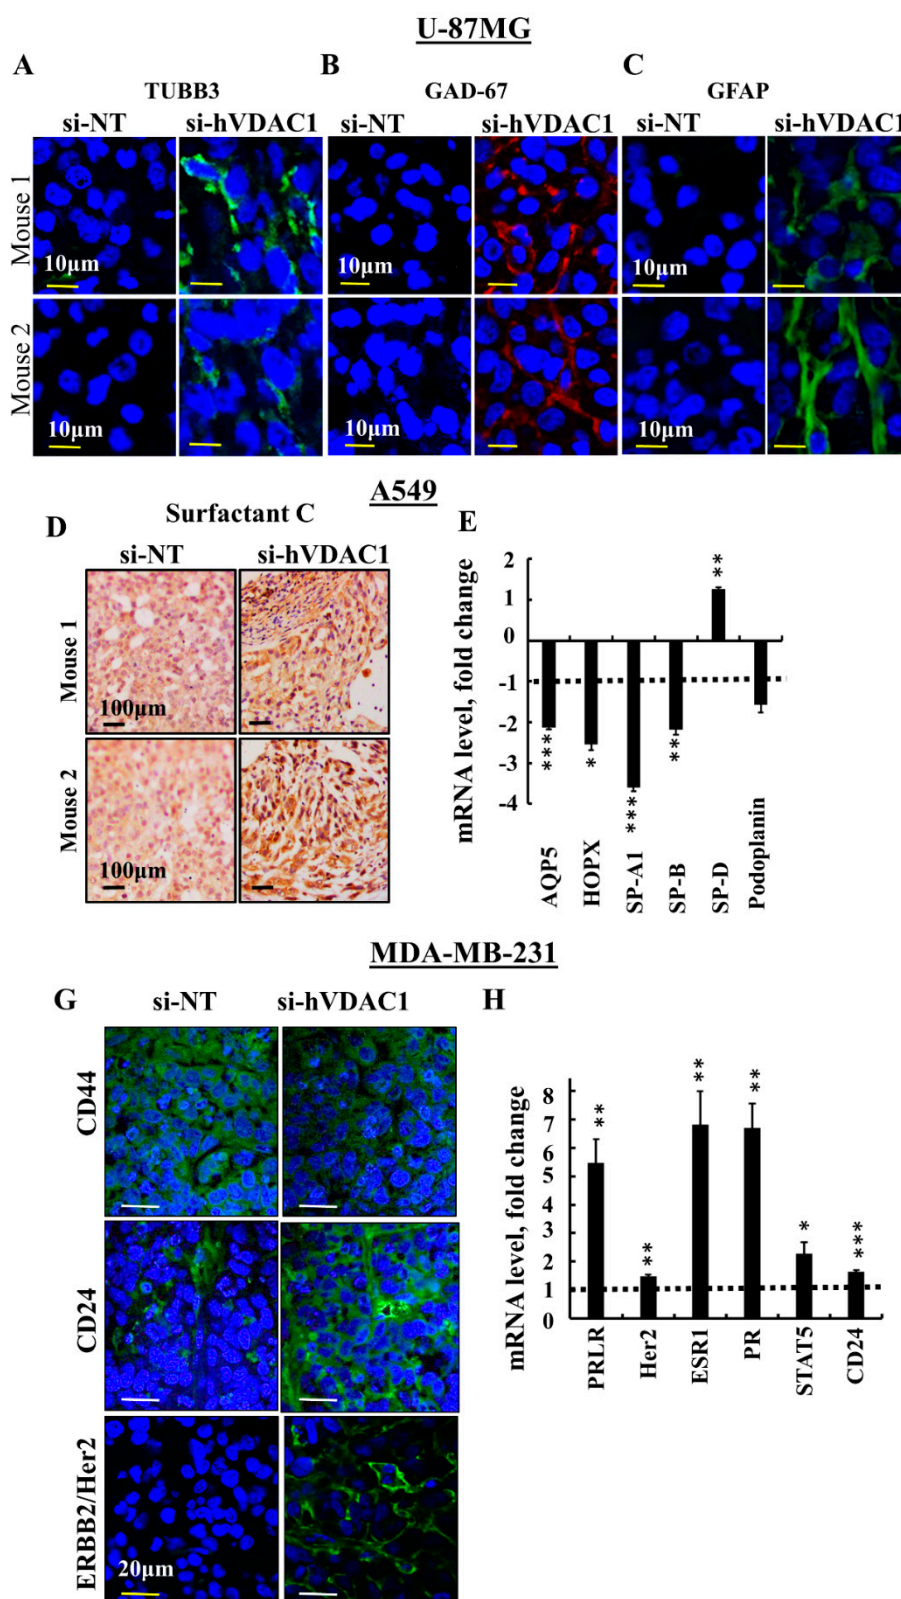 U-87MG
A B C
TUBB3 GAD-67 GFAP
si-NT si-hVDAC1 si-NT si-hVDAC1 si-NT si-hVDAC1
Mouse 1
10µm 10µm 10µm
Mouse 2
10µm 10µm 10µm
A549
D Surfactant C
si-NT si-hVDAC1
Mouse 1
100µm
Mouse 2
100µm
E
mRNA level, fold change
2
1
0
-1
-2
-3
-4
*** * *** ** **
AQP5 HOPX SP-A1 SP-B SP-D Podoplanin
MDA-MB-231
G si-NT si-hVDAC1
CD44
CD24
ERBB2/Her2
20µm
H
mRNA level, fold change
8
7
6
5
4
3
2
1
0
** ** ** ** * ***
PRLR Her2 ESR1 PR STAT5 CD24